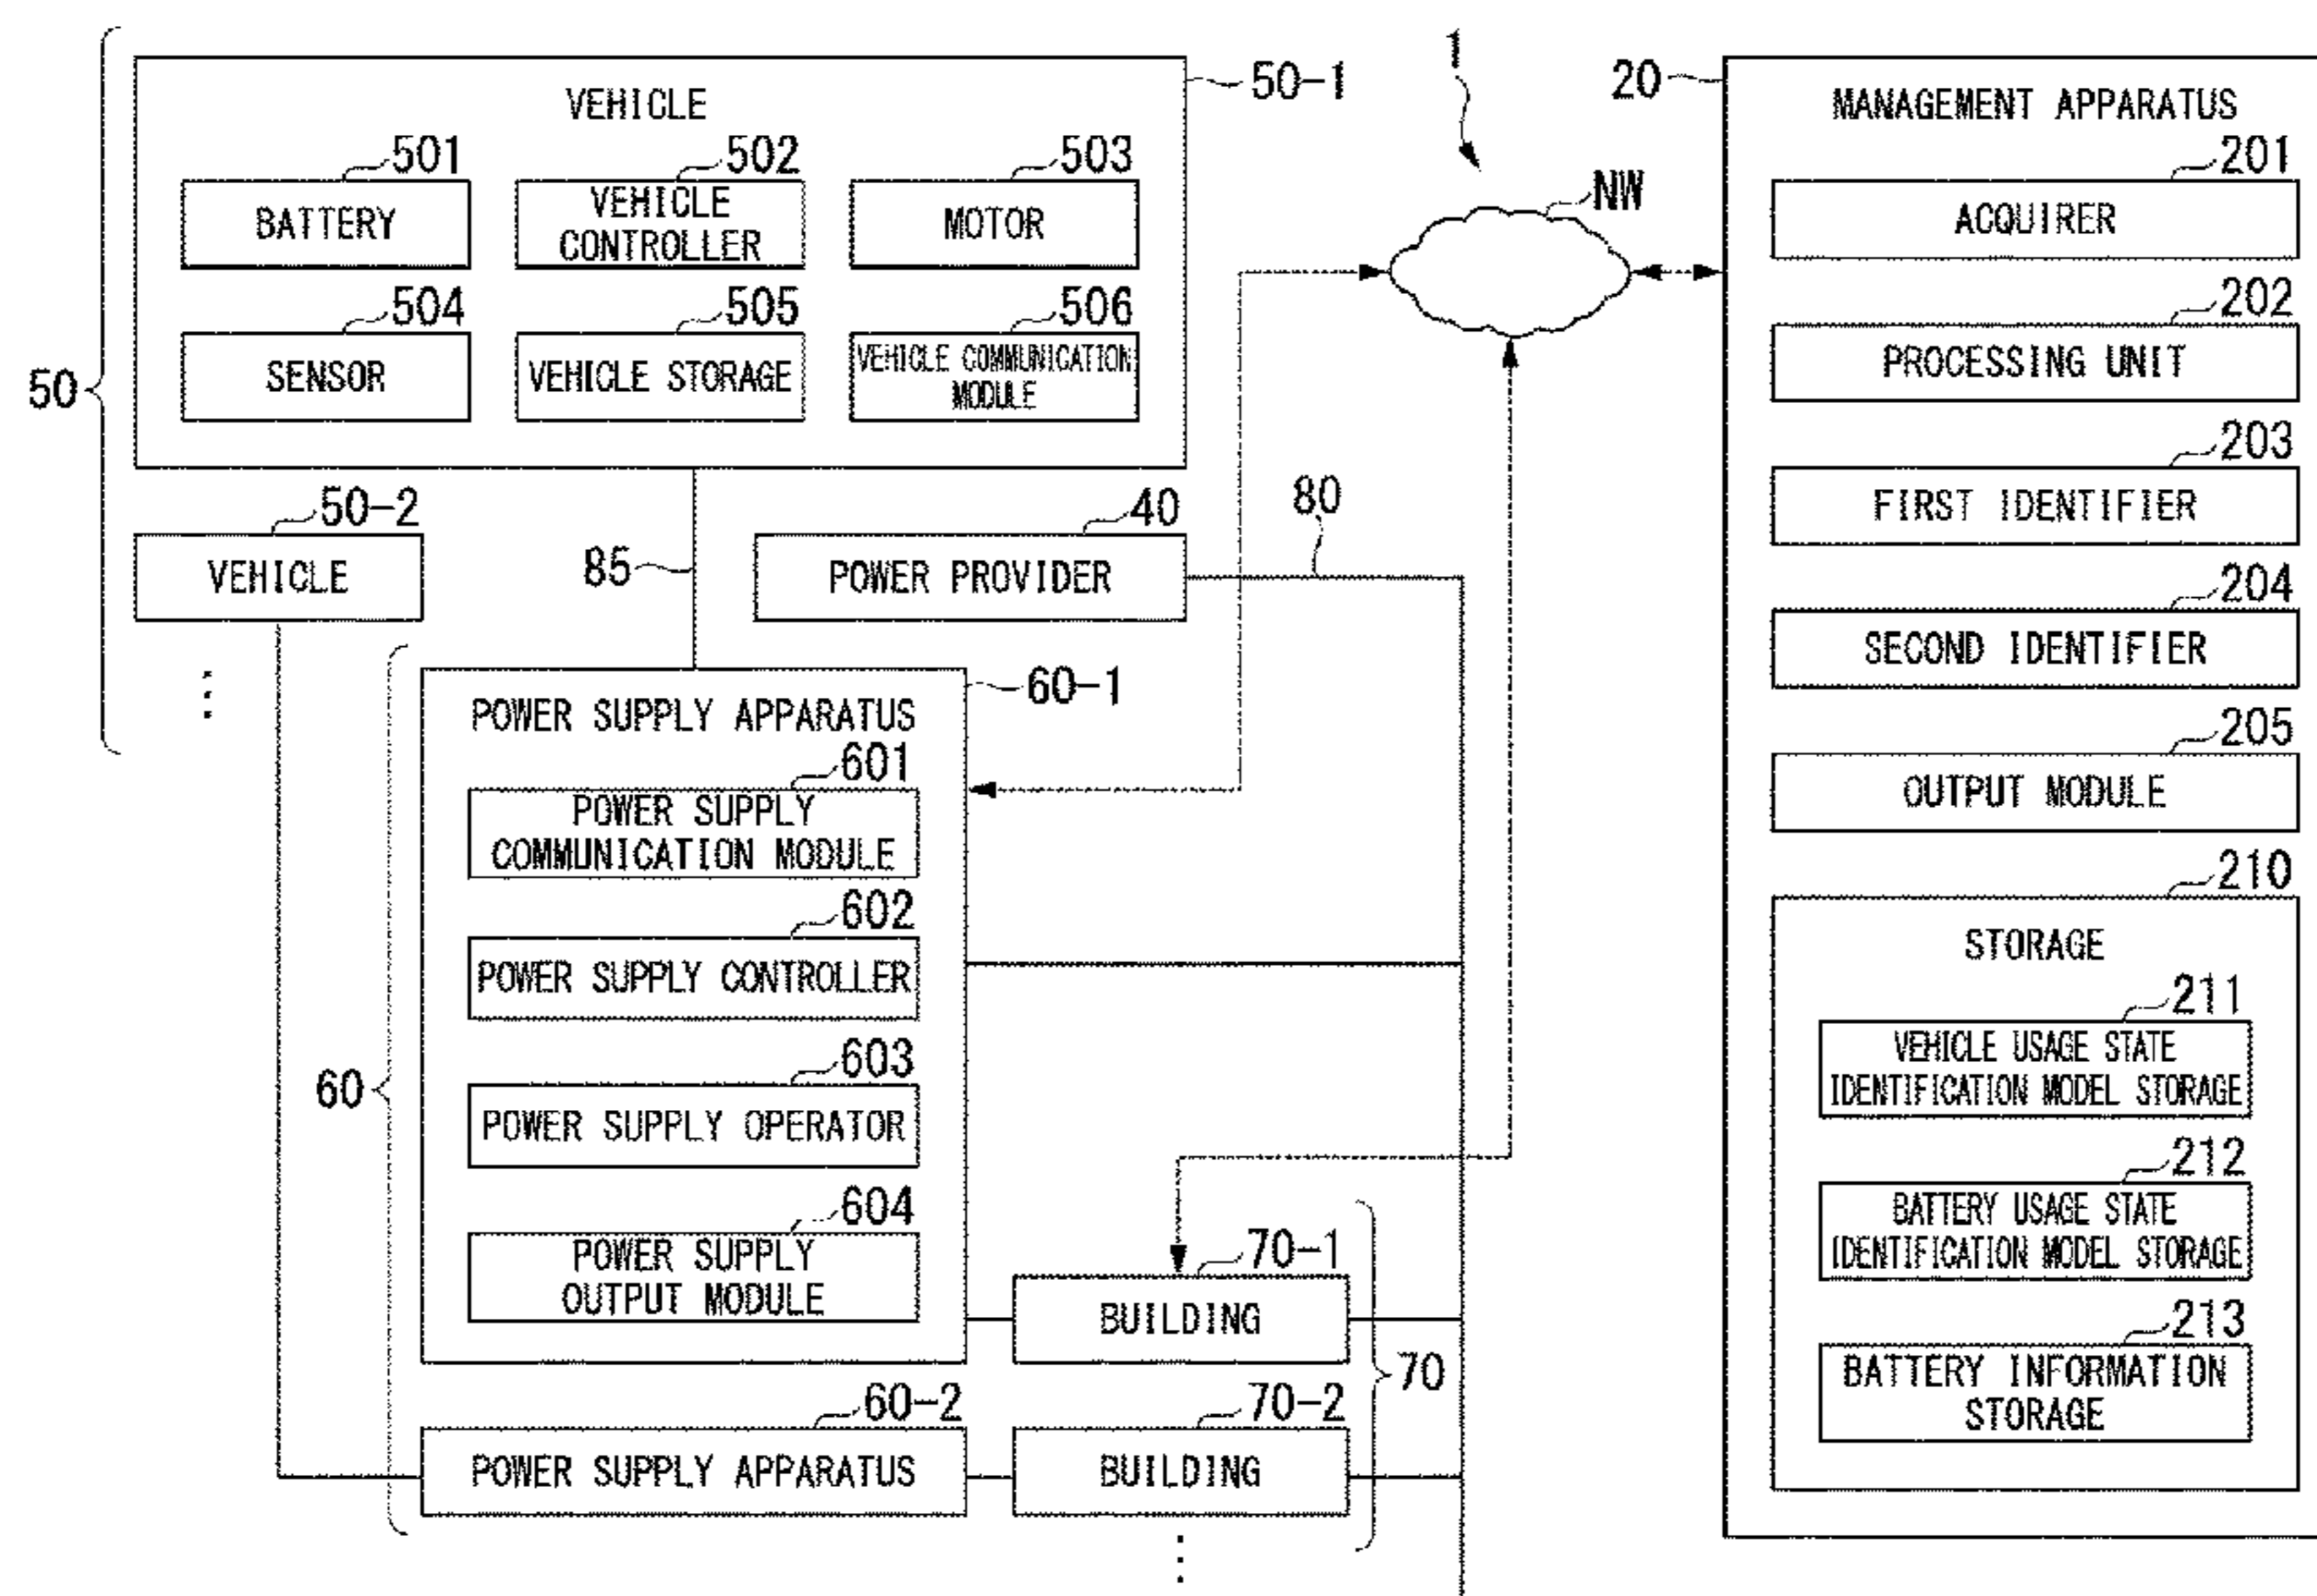 50
VEHICLE
50-1
501
BATTERY
502
VEHICLE
CONTROLLER
503
MOTOR
504
SENSOR
505
VEHICLE STORAGE
506
VEHICLE COMMUNICATION
MODULE
50-2
VEHICLE
85
40
POWER PROVIDER
80
1
NW
60
60-1
POWER SUPPLY APPARATUS
601
POWER SUPPLY
COMMUNICATION MODULE
602
POWER SUPPLY CONTROLLER
603
POWER SUPPLY OPERATOR
604
POWER SUPPLY
OUTPUT MODULE
60-2
POWER SUPPLY APPARATUS
70-1
BUILDING
70
70-2
BUILDING
20
MANAGEMENT APPARATUS
201
ACQUIRER
202
PROCESSING UNIT
203
FIRST IDENTIFIER
204
SECOND IDENTIFIER
205
OUTPUT MODULE
210
STORAGE
211
VEHICLE USAGE STATE
IDENTIFICATION MODEL STORAGE
212
BATTERY USAGE STATE
IDENTIFICATION MODEL STORAGE
213
BATTERY INFORMATION
STORAGE